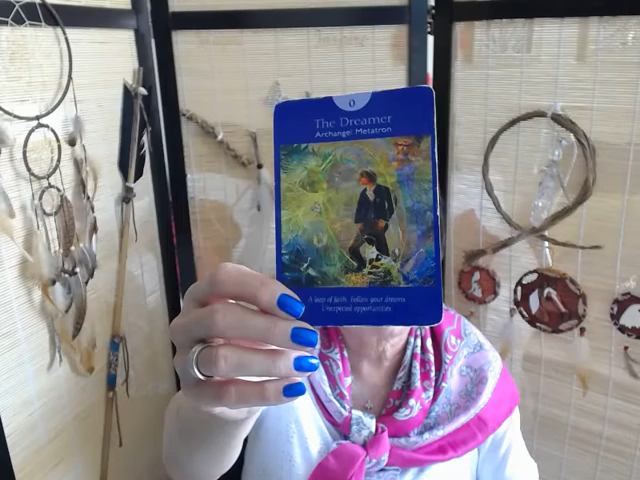 0
The Dreamer
Archangel Metatron
A leap of faith. Follow your dreams.
Unexpected opportunities.